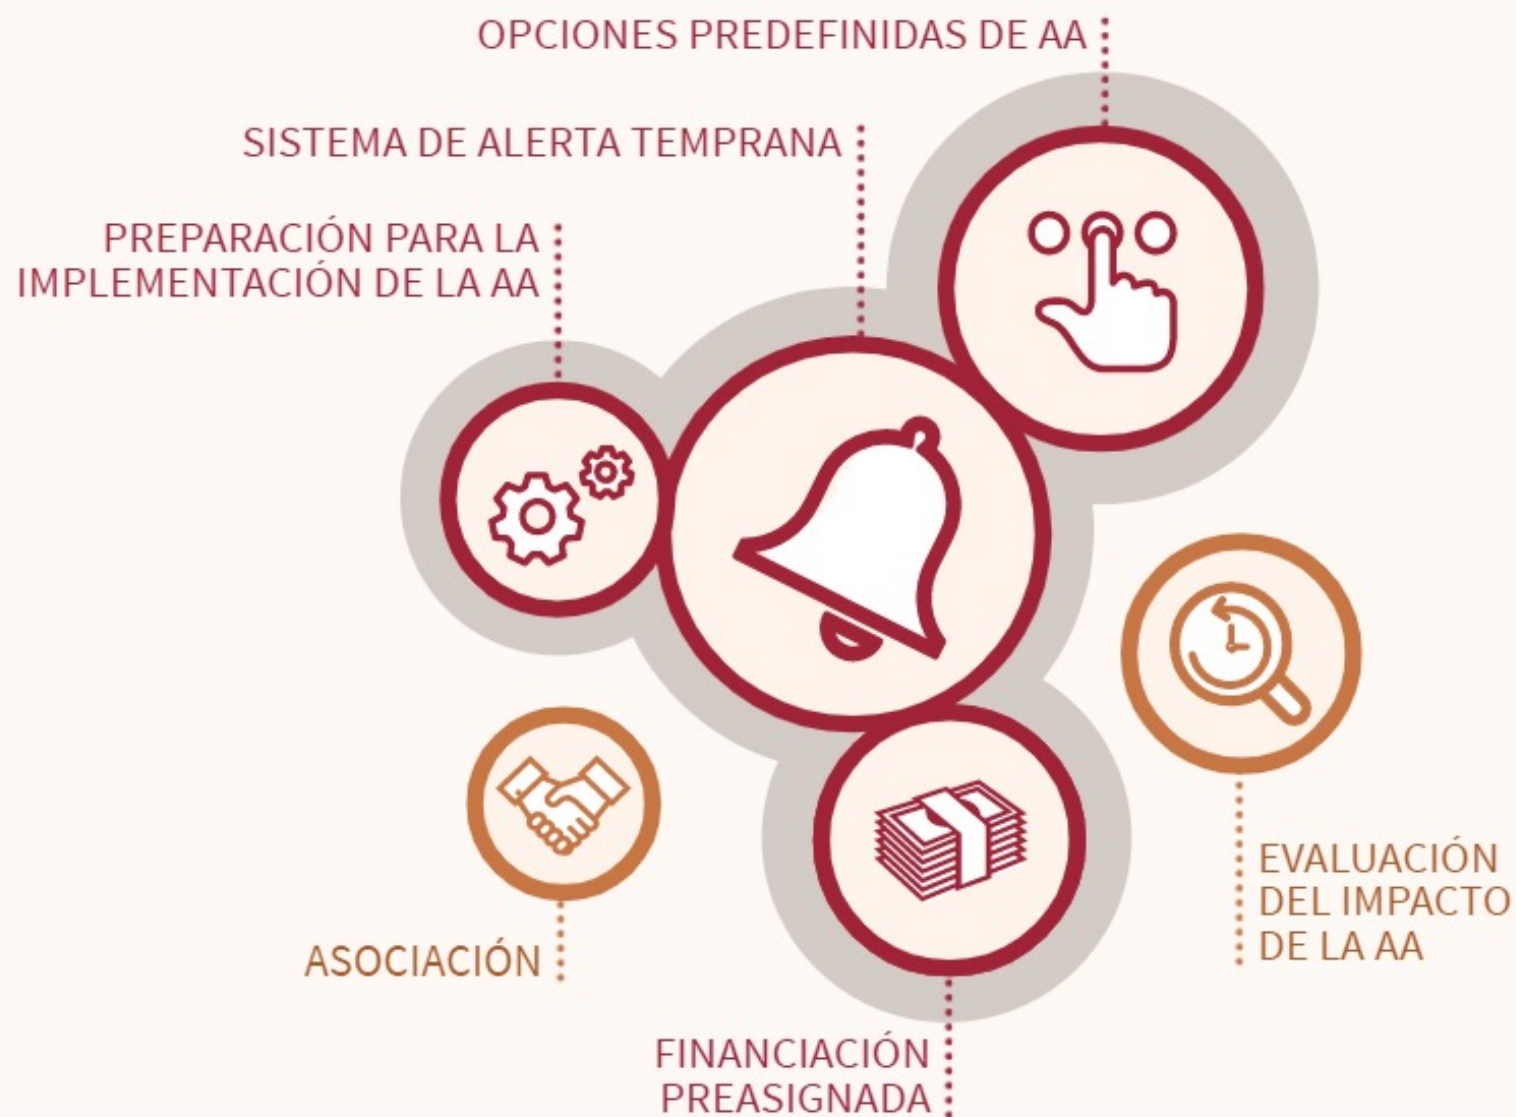 OPCIONES PREDEFINIDAS DE AA
SISTEMA DE ALERTA TEMPRANA
PREPARACIÓN PARA LA
IMPLEMENTACIÓN DE LA AA
EVALUACIÓN
DEL IMPACTO
DE LA AA
ASOCIACIÓN
FINANCIACIÓN
PREASIGNADA